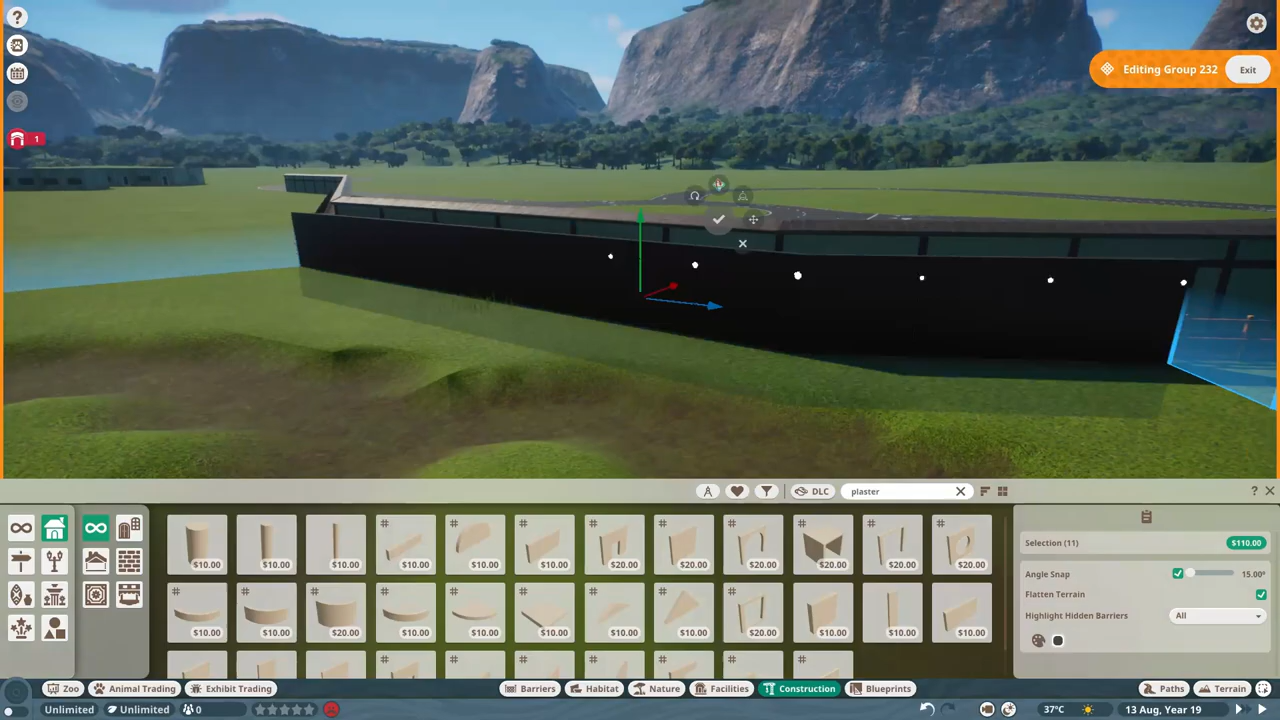 ?
Editing Group 232
Exit
1
DLC
plaster
?
$10.00 $10.00 $10.00 $10.00 $10.00 $10.00 $20.00 $20.00 $20.00 $20.00 $20.00 $20.00
$10.00 $10.00 $20.00 $10.00 $10.00 $10.00 $10.00 $10.00 $20.00 $10.00 $10.00 $10.00
Selection (11) $110.00
Angle Snap 15.00°
Flatten Terrain
Highlight Hidden Barriers All
Zoo Animal Trading Exhibit Trading Barriers Habitat Nature Facilities Construction Blueprints Paths Terrain
Unlimited Unlimited 0 37°C 13 Aug, Year 19